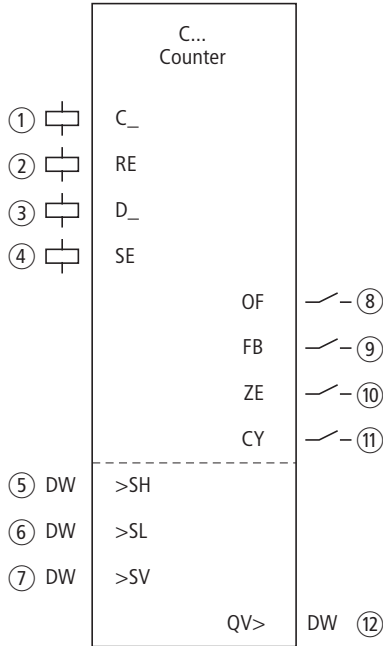 C...
Counter
① C_
② RE
③ D_
④ SE
OF ⑧
FB ⑨
ZE ⑩
CY ⑪
⑤ DW >SH
⑥ DW >SL
⑦ DW >SV
QV> DW ⑫